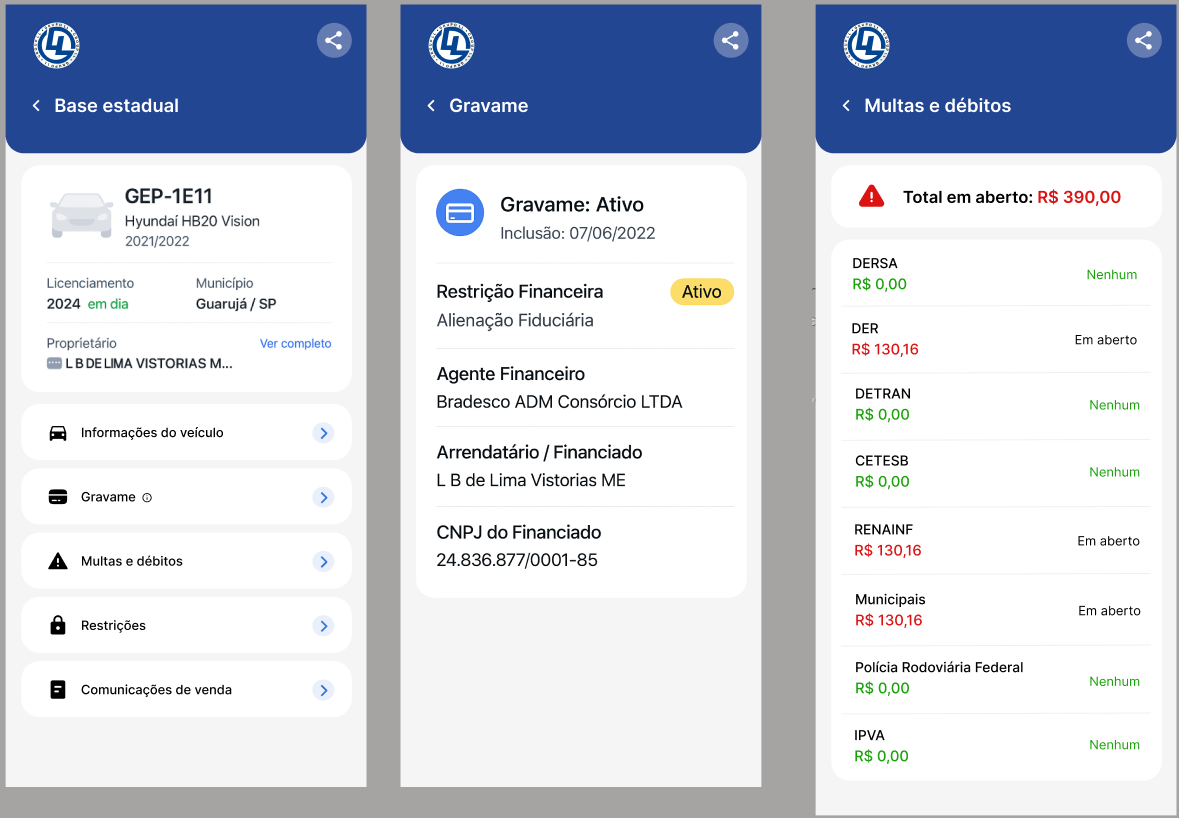 Base estadual
GEP-1E11
Hyundaí HB20 Vision
2021/2022
Licenciamento
Município
2024 em dia
Guarujá / SP
Proprietário
Ver completo
L B DE LIMA VISTORIAS M...
Informações do veículo
Gravame
Multas e débitos
Restrições
Comunicações de venda
Gravame
Gravame: Ativo
Inclusão: 07/06/2022
Restrição Financeira
Ativo
Alienação Fiduciária
Agente Financeiro
Bradesco ADM Consórcio LTDA
Arrendatário / Financiado
L B de Lima Vistorias ME
CNPJ do Financiado
24.836.877/0001-85
Multas e débitos
Total em aberto: R$ 390,00
DERSA
R$ 0,00
Nenhum
DER
R$ 130,16
Em aberto
DETRAN
R$ 0,00
Nenhum
CETESB
R$ 0,00
Nenhum
RENAINF
R$ 130,16
Em aberto
Municipais
R$ 130,16
Em aberto
Polícia Rodoviária Federal
R$ 0,00
Nenhum
IPVA
R$ 0,00
Nenhum